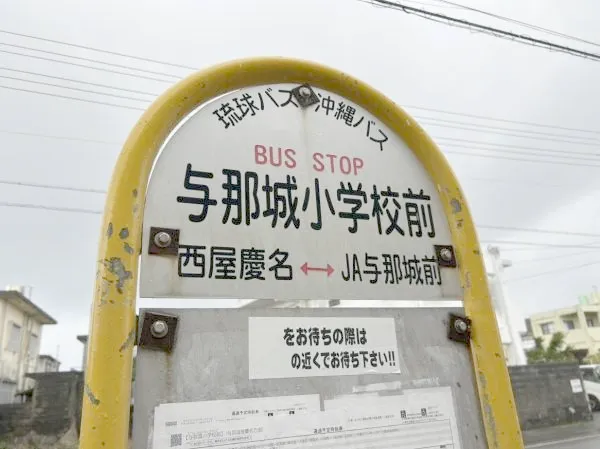 琉球バス 沖縄バス
BUS STOP
与那城小学校前
西屋慶名 ↔ JA与那城前
をお待ちの際は
の近くでお待ち下さい!!